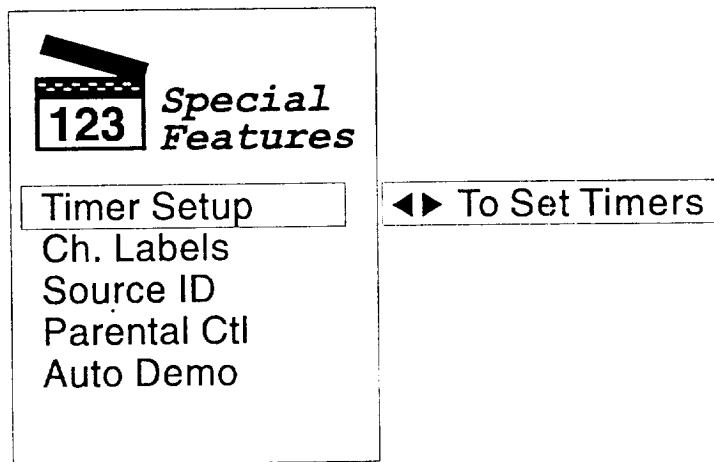 123
Special
Features
Timer Setup
◀▶ To Set Timers
Ch. Labels
Source ID
Parental Ctl
Auto Demo